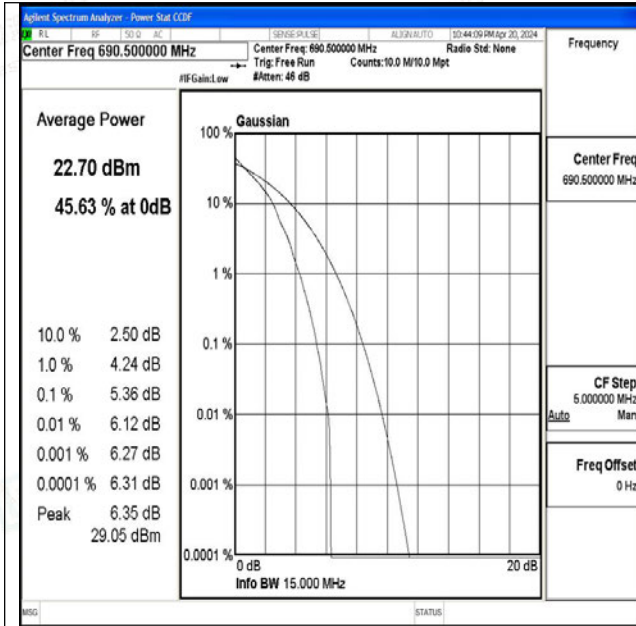 Agilent Spectrum Analyzer - Power Stat CCDF
RL RF 50 Ω AC SENSE:PULSE ALIGNAUTO 10:44:09 PM Apr 20, 2024
Center Freq 690.500000 MHz
Center Freq: 690.500000 MHz
Radio Std: None
Trig: Free Run
Counts:10.0 M/10.0 Mpt
#IFGain:Low
#Atten: 46 dB
Frequency
Average Power
22.70 dBm
45.63 % at 0dB
10.0 % 2.50 dB
1.0 % 4.24 dB
0.1 % 5.36 dB
0.01 % 6.12 dB
0.001 % 6.27 dB
0.0001 % 6.31 dB
Peak 6.35 dB
29.05 dBm
Gaussian
100 %
10 %
1 %
0.1 %
0.01 %
0.001 %
0.0001 %
0 dB
20 dB
Info BW 15.000 MHz
Center Freq
690.500000 MHz
CF Step
5.000000 MHz
Auto Man
Freq Offset
0 Hz
MSG
STATUS